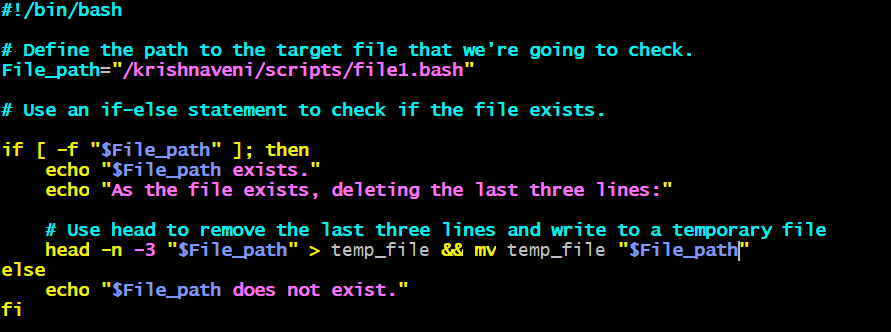 #!/bin/bash
# Define the path to the target file that we're going to check.
File_path="/krishnaveni/scripts/file1.bash"
# Use an if-else statement to check if the file exists.
if [ -f "$File_path" ]; then
    echo "$File_path exists."
    echo "As the file exists, deleting the last three lines:"
    # Use head to remove the last three lines and write to a temporary file
    head -n -3 "$File_path" > temp_file && mv temp_file "$File_path"
else
    echo "$File_path does not exist."
fi